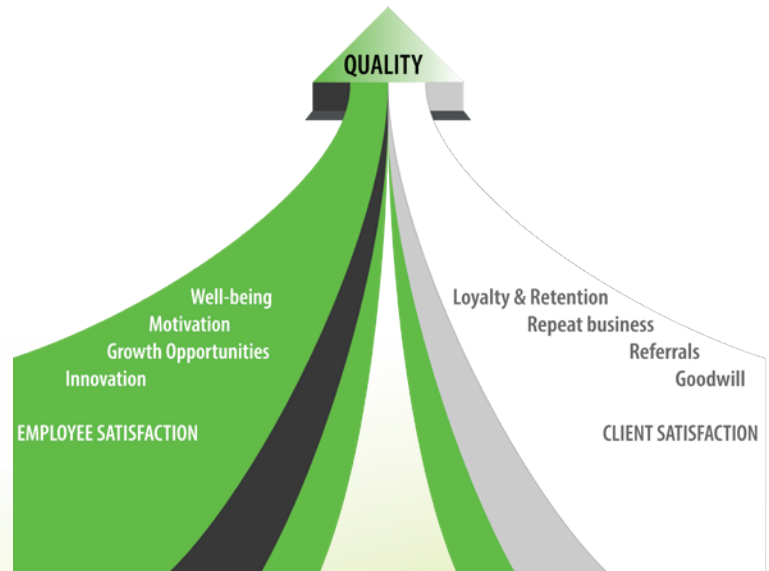 QUALITY
Well-being
Motivation
Growth Opportunities
Innovation
EMPLOYEE SATISFACTION
Loyalty & Retention
Repeat business
Referrals
Goodwill
CLIENT SATISFACTION